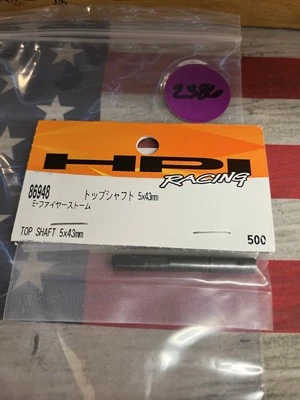 2386
HPI
RACING
86948 トップシャフト 5x43mm
E-ファイヤーストーム
TOP SHAFT 5x43mm
500